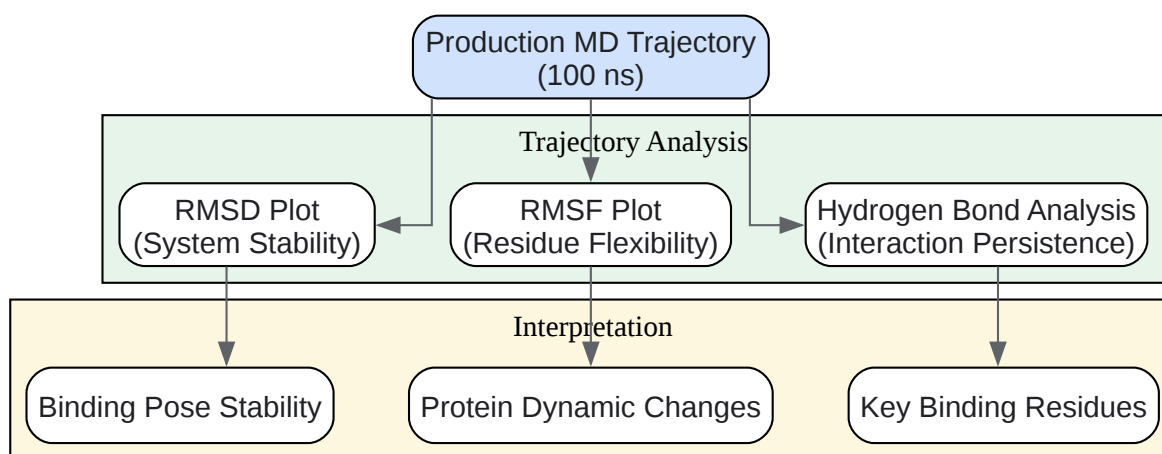 Production MD Trajectory
(100 ns)
Trajectory Analysis
RMSD Plot
(System Stability)
RMSF Plot
(Residue Flexibility)
Hydrogen Bond Analysis
(Interaction Persistence)
Interpretation
Binding Pose Stability
Protein Dynamic Changes
Key Binding Residues